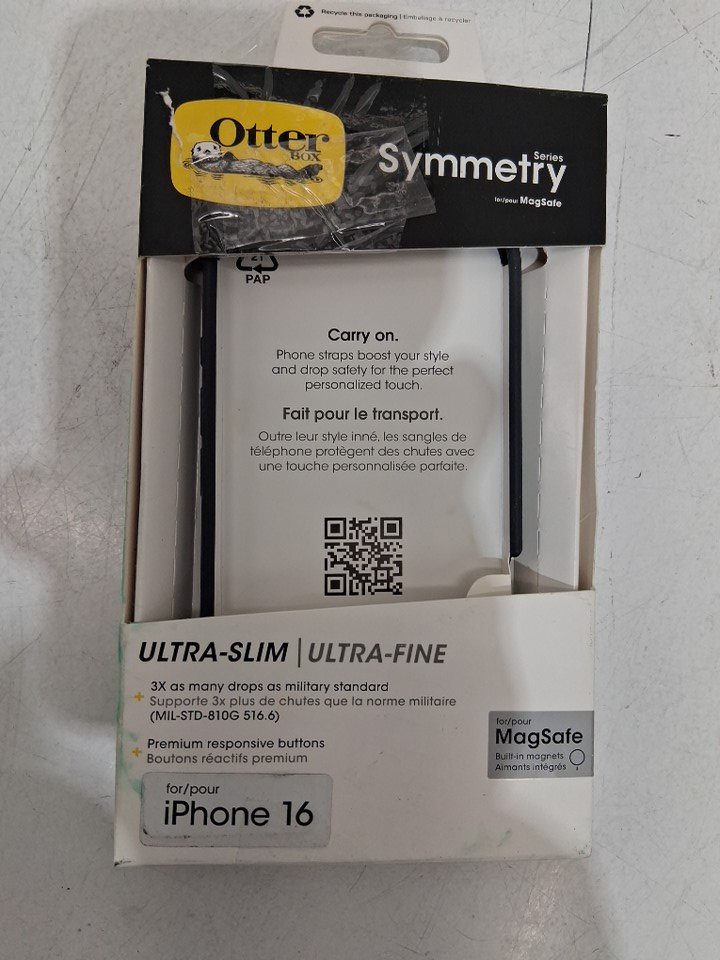 Recycle this packaging | Emballage à recycler
Otter
BOX
Symmetry
Series
for/pour MagSafe
21
PAP
Carry on.
Phone straps boost your style
and drop safety for the perfect
personalized touch.
Fait pour le transport.
Outre leur style inné, les sangles de
téléphone protègent des chutes avec
une touche personnalisée parfaite.
ULTRA-SLIM | ULTRA-FINE
+ 3X as many drops as military standard
Supporte 3x plus de chutes que la norme militaire
(MIL-STD-810G 516.6)
+ Premium responsive buttons
Boutons réactifs premium
for/pour
MagSafe
Built-in magnets
Aimants intégrés
for/pour
iPhone 16